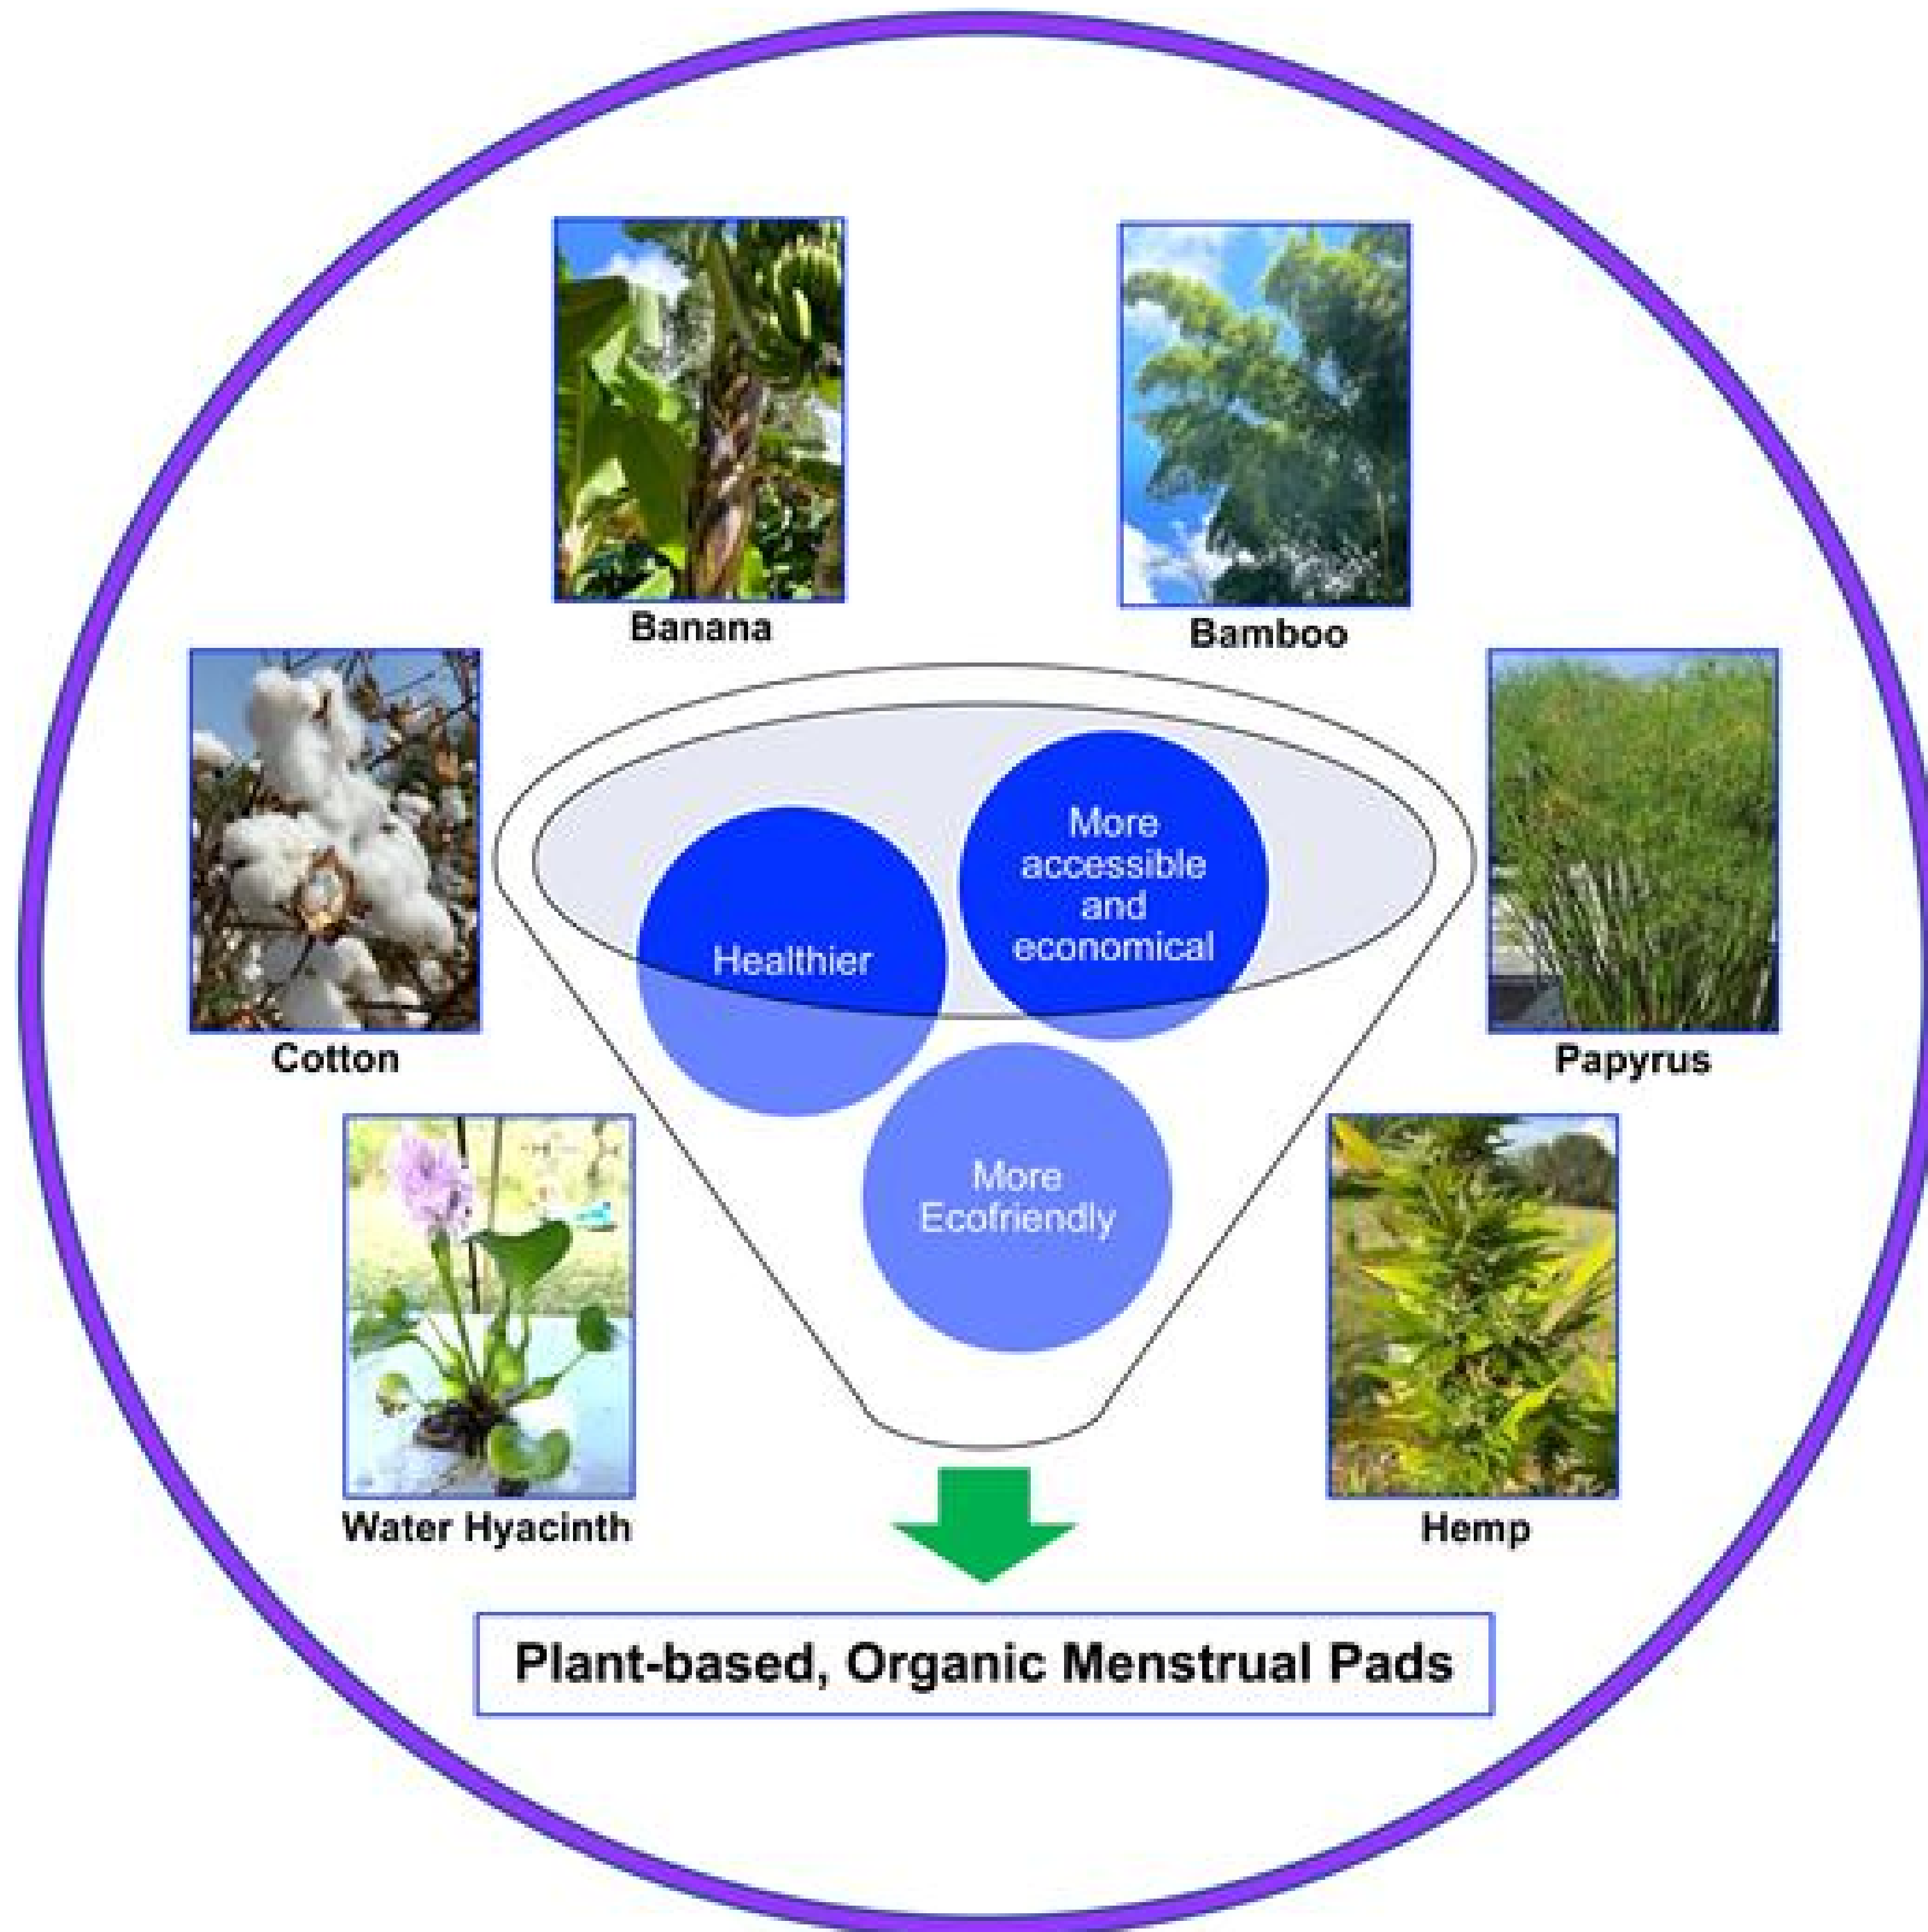 Banana
Bamboo
Cotton
Papyrus
More
accessible
and
economical
Healthier
More
Ecofriendly
Water Hyacinth
Hemp
Plant-based, Organic Menstrual Pads